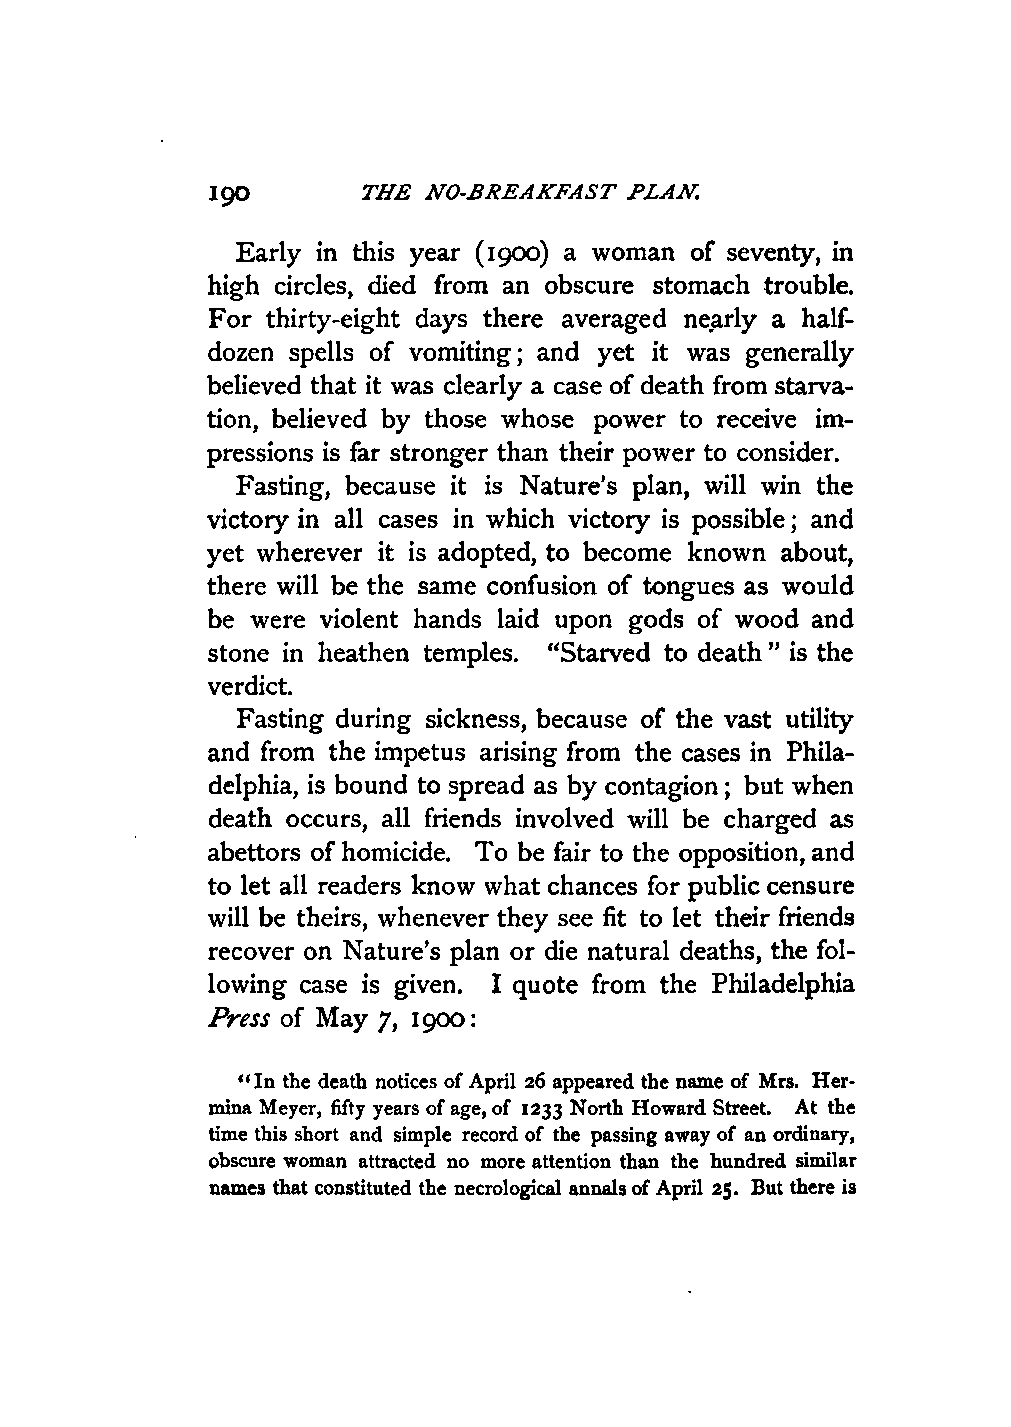 190 THE NO-BREAKFAST PLAN.
Early in this year (1900) a woman of seventy, in
high circles, died from an obscure stomach trouble.
For thirty-eight days there averaged nearly a half-
dozen spells of vomiting; and yet it was generally
believed that it was clearly a case of death from starva-
tion, believed by those whose power to receive im-
pressions is far stronger than their power to consider.
Fasting, because it is Nature's plan, will win the
victory in all cases in which victory is possible; and
yet wherever it is adopted, to become known about,
there will be the same confusion of tongues as would
be were violent hands laid upon gods of wood and
stone in heathen temples. "Starved to death" is the
verdict.
Fasting during sickness, because of the vast utility
and from the impetus arising from the cases in Phila-
delphia, is bound to spread as by contagion; but when
death occurs, all friends involved will be charged as
abettors of homicide. To be fair to the opposition, and
to let all readers know what chances for public censure
will be theirs, whenever they see fit to let their friends
recover on Nature's plan or die natural deaths, the fol-
lowing case is given. I quote from the Philadelphia
Press of May 7, 1900:
"In the death notices of April 26 appeared the name of Mrs. Her-
mina Meyer, fifty years of age, of 1233 North Howard Street. At the
time this short and simple record of the passing away of an ordinary,
obscure woman attracted no more attention than the hundred similar
names that constituted the necrological annals of April 25. But there is